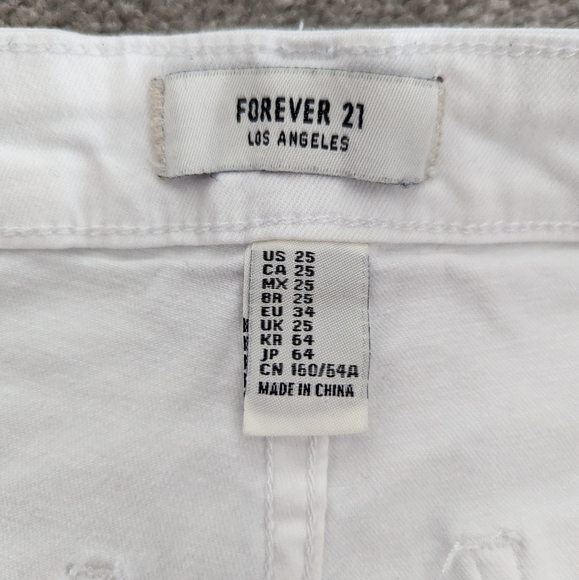 FOREVER 21
LOS ANGELES
US 25
CA 25
MX 25
BR 25
EU 34
UK 25
KR 64
JP 64
CN 160/64A
MADE IN CHINA